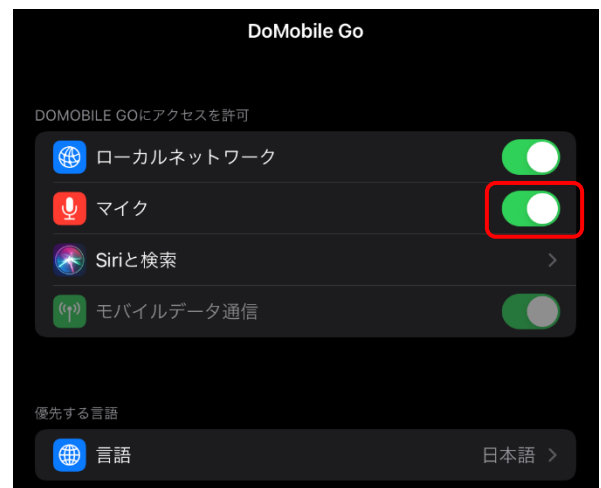 DoMobile Go
DOMOBILE GOにアクセスを許可
ローカルネットワーク
マイク
Siriと検索
モバイルデータ通信
優先する言語
言語 日本語